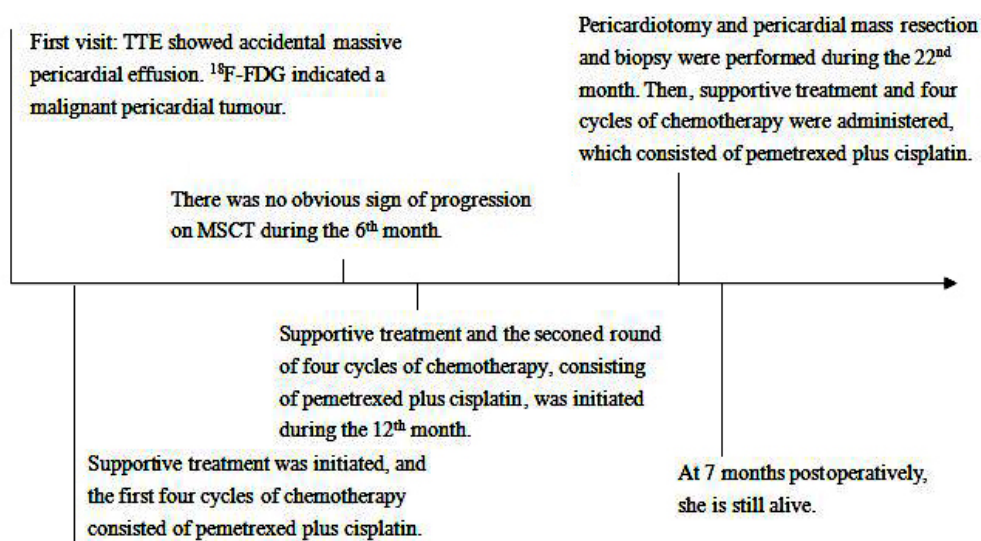 First visit: TTE showed accidental massive
pericardial effusion. ¹⁸F-FDG indicated a
malignant pericardial tumour.
Pericardiotomy and pericardial mass resection
and biopsy were performed during the 22ⁿᵈ
month. Then, supportive treatment and four
cycles of chemotherapy were administered,
which consisted of pemetrexed plus cisplatin.
There was no obvious sign of progression
on MSCT during the 6ᵗʰ month.
Supportive treatment and the seconed round
of four cycles of chemotherapy, consisting
of pemetrexed plus cisplatin, was initiated
during the 12ᵗʰ month.
Supportive treatment was initiated, and
the first four cycles of chemotherapy
consisted of pemetrexed plus cisplatin.
At 7 months postoperatively,
she is still alive.